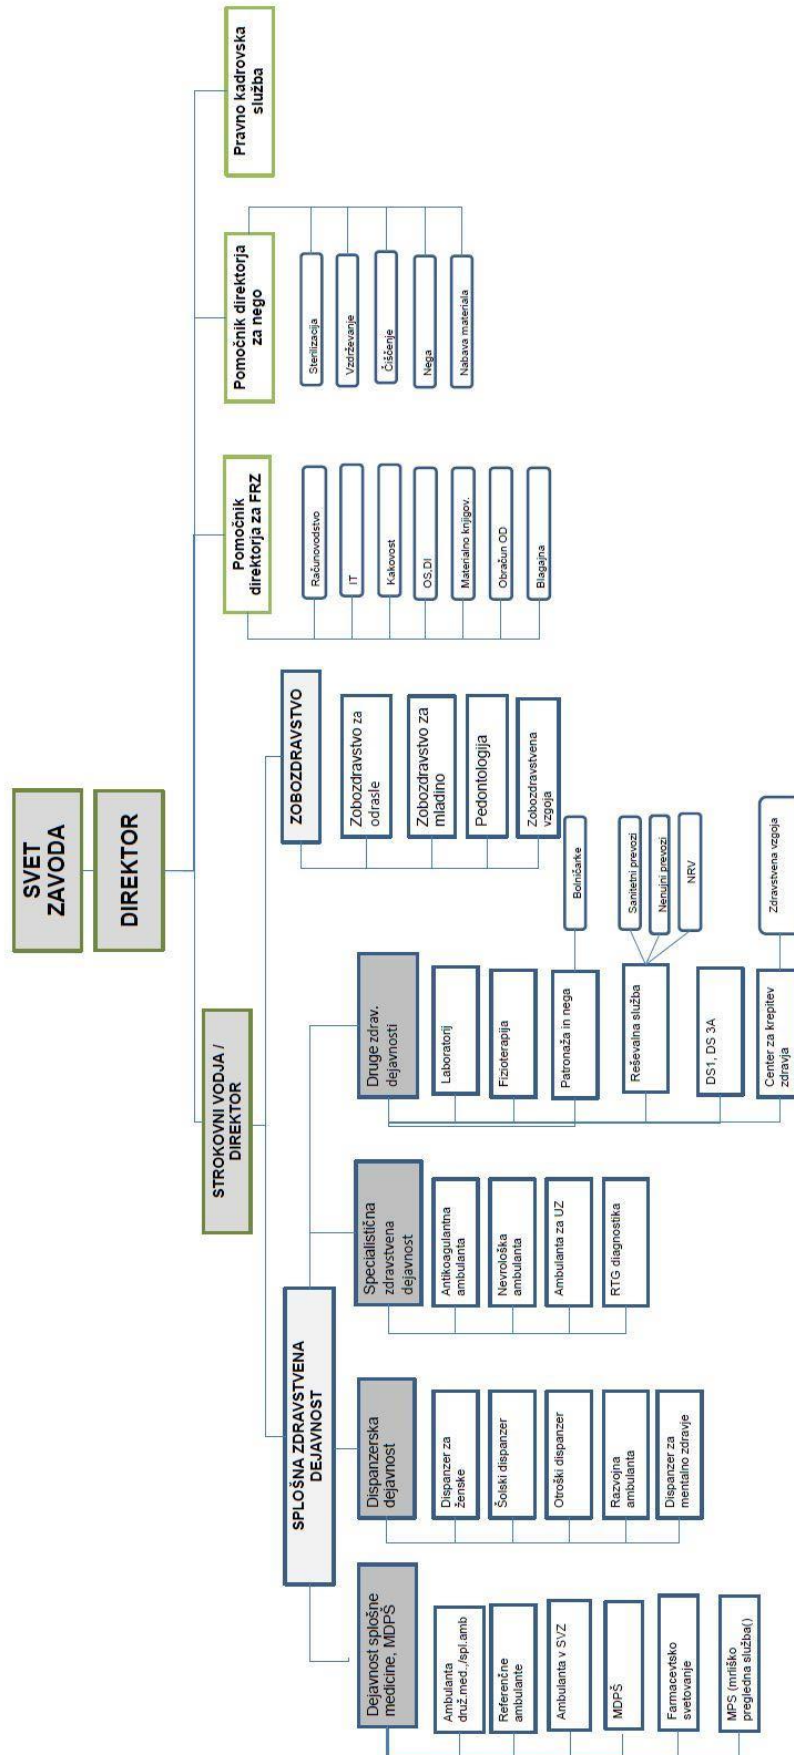 SVET
ZAVODA
DIREKTOR
STROKOVNI VODJA /
DIREKTOR
Pomočnik
direktorja za FRZ
Pomočnik direktorja
za nego
Pravno kadrovska
služba
SPLOŠNA ZDRAVSTVENA
DEJAVNOST
ZOBOZDRAVSTVO
Dejavnost splošne
medicine, MDPŠ
Ambulanta
druž.med../spl.amb
Referenčne
ambulante
Ambulanta v SVZ
MDPŠ
Farmacevtsko
svetovanje
MPS (mrliško
pregledna služba()
Dispanzerska
dejavnost
Dispanzer za
ženske
Šolski dispanzer
Otroški dispanzer
Razvojna
ambulanta
Dispanzer za
mentalno zdravje
Specialistična
zdravstvena
dejavnost
Antikoagulantna
ambulanta
Nevrološka
ambulanta
Ambulanta za UZ
RTG diagnostika
Druge zdrav.
dejavnosti
Laboratorij
Fizioterapija
Patronaža in nega
Bolničarke
Reševalna služba
Sanitetni prevozi
Nenujni prevozi
NRV
DS1, DS 3A
Center za krepitev
zdravja
Zdravstvena vzgoja
Zobozdravstvo za
odrasle
Zobozdravstvo za
mladino
Pedontologija
Zobozdravstvena
vzgoja
Računovodstvo
IT
Kakovost
OS,DI
Materialno knjigov.
Obračun OD
Blagajna
Sterilizacija
Vzdrževanje
Čiščenje
Nega
Nabava materiala